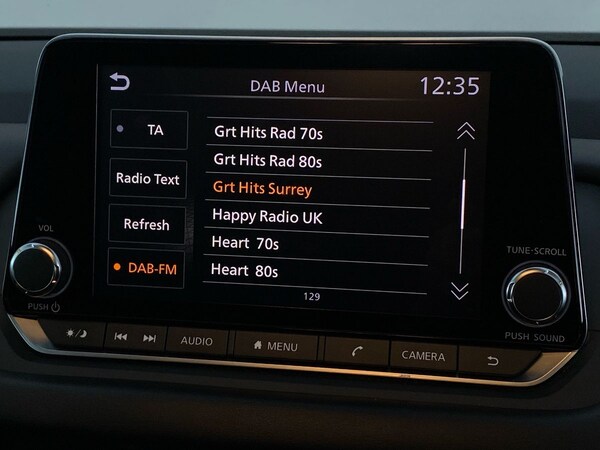 DAB Menu 12:35
TA
Radio Text
Refresh
DAB-FM
Grt Hits Rad 70s
Grt Hits Rad 80s
Grt Hits Surrey
Happy Radio UK
Heart 70s
Heart 80s
129
VOL
PUSH
TUNE·SCROLL
PUSH SOUND
AUDIO
MENU
CAMERA